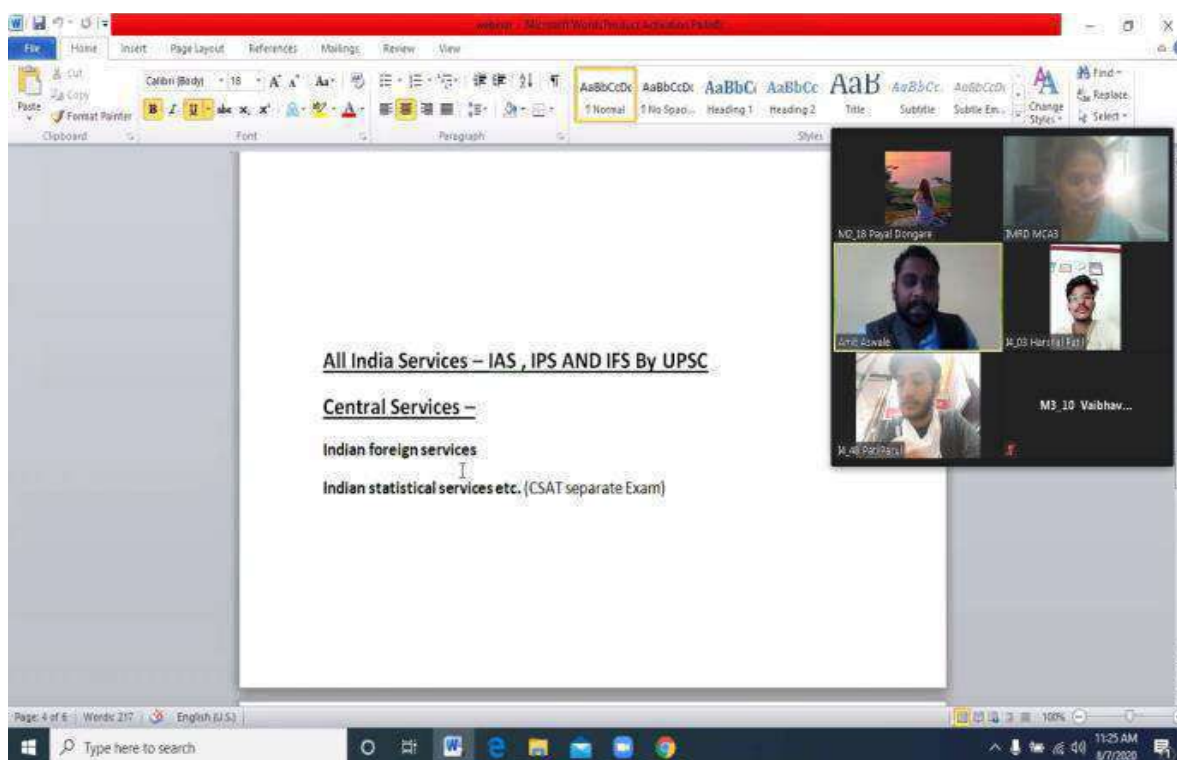 webinar - Microsoft Word (Product Activation Failed)
File Home Insert Page Layout References Mailings Review View
Paste
Cut
Copy
Format Painter
Clipboard
Calibri (Body) 18
B I U abc x, x'
Font
Paragraph
AaBbCcDc AaBbCcDc AaBbC AaBbCc AaB AaBbCc. AaBbCcDc
¶ Normal ¶ No Spaci... Heading 1 Heading 2 Title Subtitle Subtle Em...
Change Styles
Styles
Find
Replace
Select
M2_18 Payal Dongare
IMRD MCA3
Amit Aswale
Harshal Patil
M3_10 Vaibhav...
All India Services – IAS , IPS AND IFS By UPSC
Central Services –
Indian foreign services
Indian statistical services etc. (CSAT separate Exam)
Page: 4 of 6 Words: 217 English (U.S.) 100%
Type here to search
11:25 AM
8/7/2020